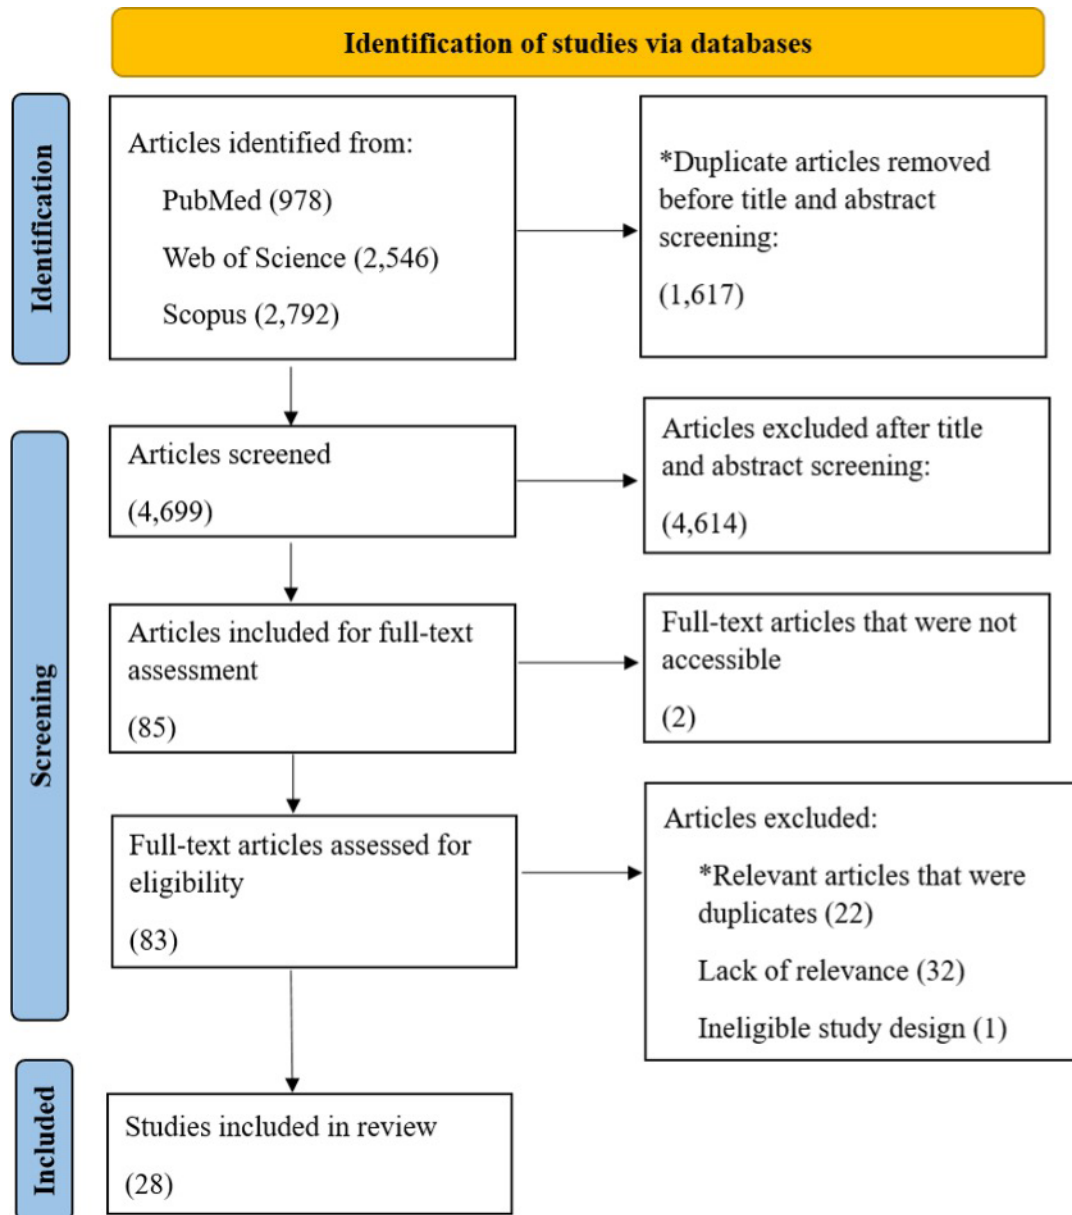 Identification of studies via databases
Identification
Articles identified from:
PubMed (978)
Web of Science (2,546)
Scopus (2,792)
*Duplicate articles removed
before title and abstract
screening:
(1,617)
Screening
Articles screened
(4,699)
Articles excluded after title
and abstract screening:
(4,614)
Articles included for full-text
assessment
(85)
Full-text articles that were not
accessible
(2)
Full-text articles assessed for
eligibility
(83)
Articles excluded:
*Relevant articles that were
duplicates (22)
Lack of relevance (32)
Ineligible study design (1)
Included
Studies included in review
(28)